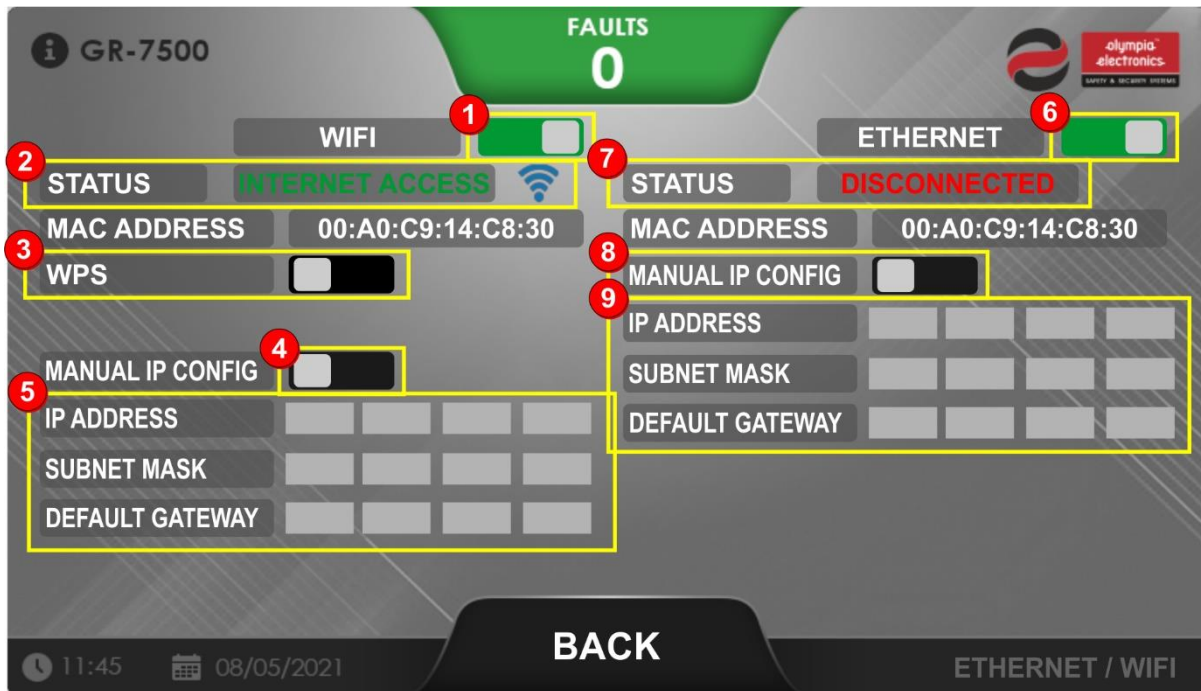 GR-7500
FAULTS
0
olympia
electronics
SAFETY & SECURITY SYSTEMS
1
WIFI
2
STATUS INTERNET ACCESS
MAC ADDRESS 00:A0:C9:14:C8:30
3
WPS
4
MANUAL IP CONFIG
5
IP ADDRESS
SUBNET MASK
DEFAULT GATEWAY
6
ETHERNET
7
STATUS DISCONNECTED
MAC ADDRESS 00:A0:C9:14:C8:30
8
MANUAL IP CONFIG
9
IP ADDRESS
SUBNET MASK
DEFAULT GATEWAY
BACK
11:45 08/05/2021
ETHERNET / WIFI